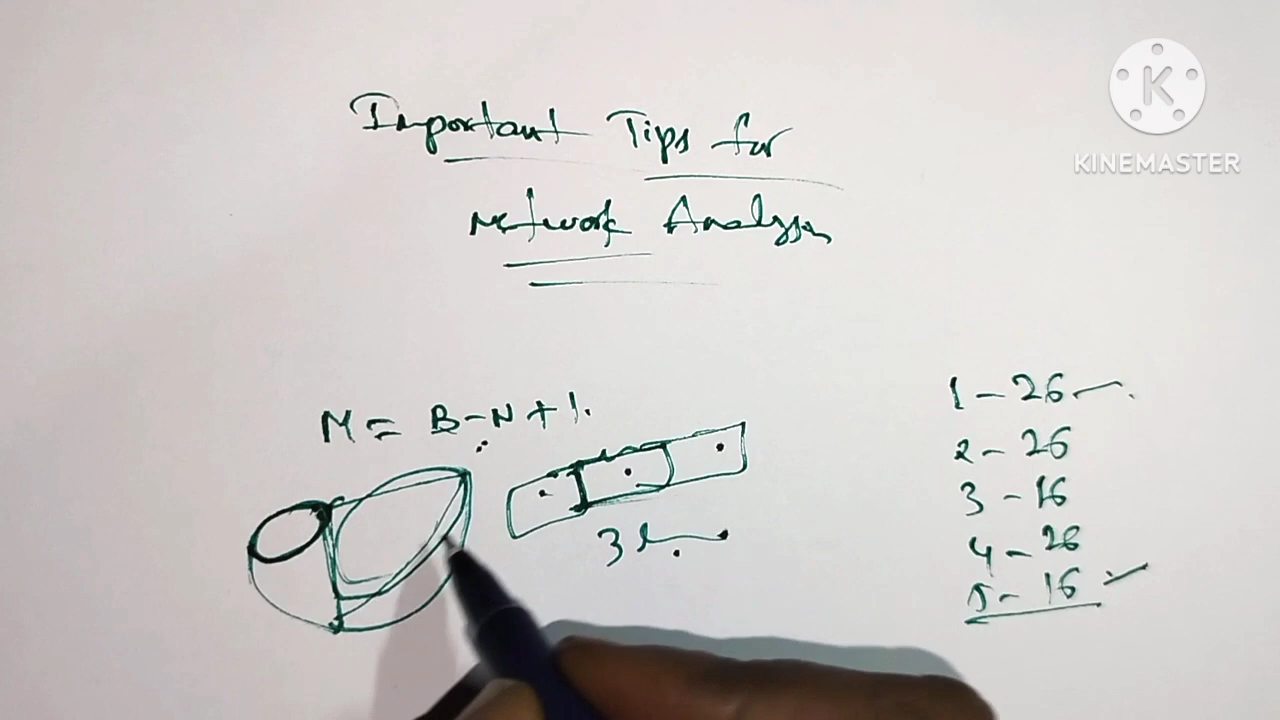 Important Tips for
Network Analysis
KINEMASTER
M = B-N+1.
1-26
2-26
3-16
4-26
5-16
3